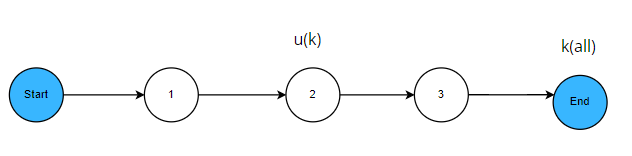 u(k)
k(all)
Start
1
2
3
End